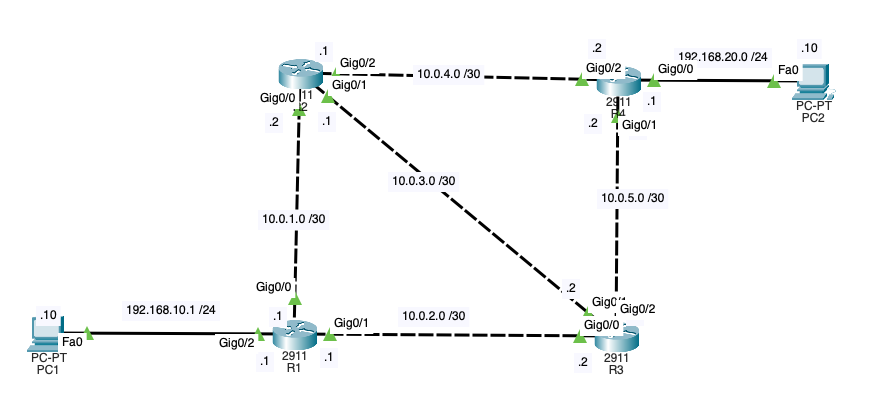 .1
Gig0/2
10.0.4.0 /30
.2
Gig0/2
Gig0/0
192.168.20.0 /24
.10
Fa0
Gig0/0
Gig0/1
.2
.1
2911
.2
.1
Gig0/1
PC-PT
PC2
10.0.3.0 /30
10.0.5.0 /30
10.0.1.0 /30
Gig0/0
.2
Gig0/2
Gig0/0
.10
192.168.10.1 /24
.1
Gig0/1
10.0.2.0 /30
Fa0
Gig0/2
PC-PT
PC1
.1
2911
R1
.1
.2
2911
R3